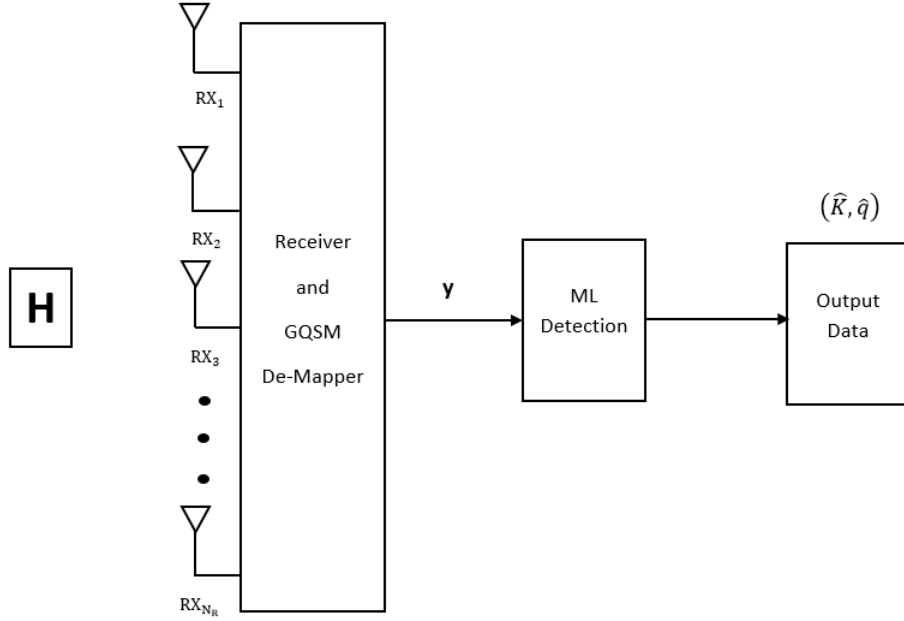 H
RX₁
RX₂
RX₃
RX_{N_R}
Receiver
and
GQSM
De-Mapper
y
ML
Detection
(K̂, q̂)
Output
Data